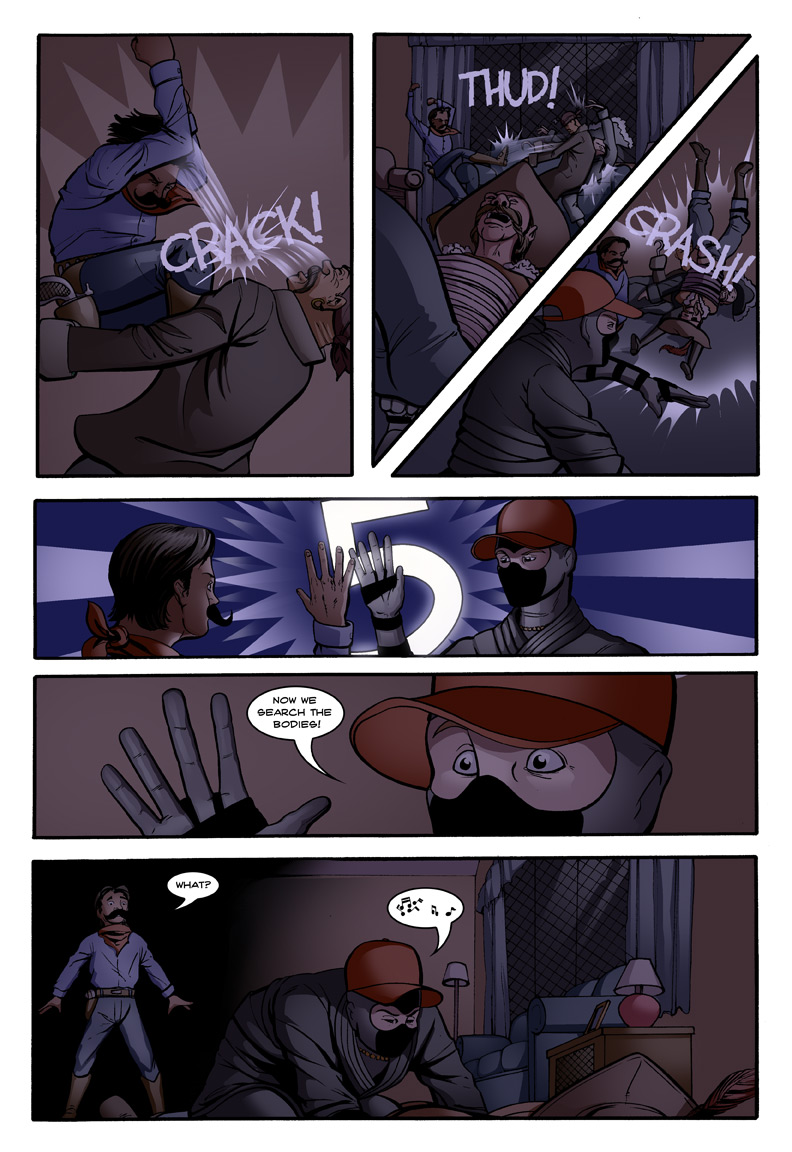 CRACK!
THUD!
CRASH!
5
NOW WE
SEARCH THE
BODIES!
WHAT?